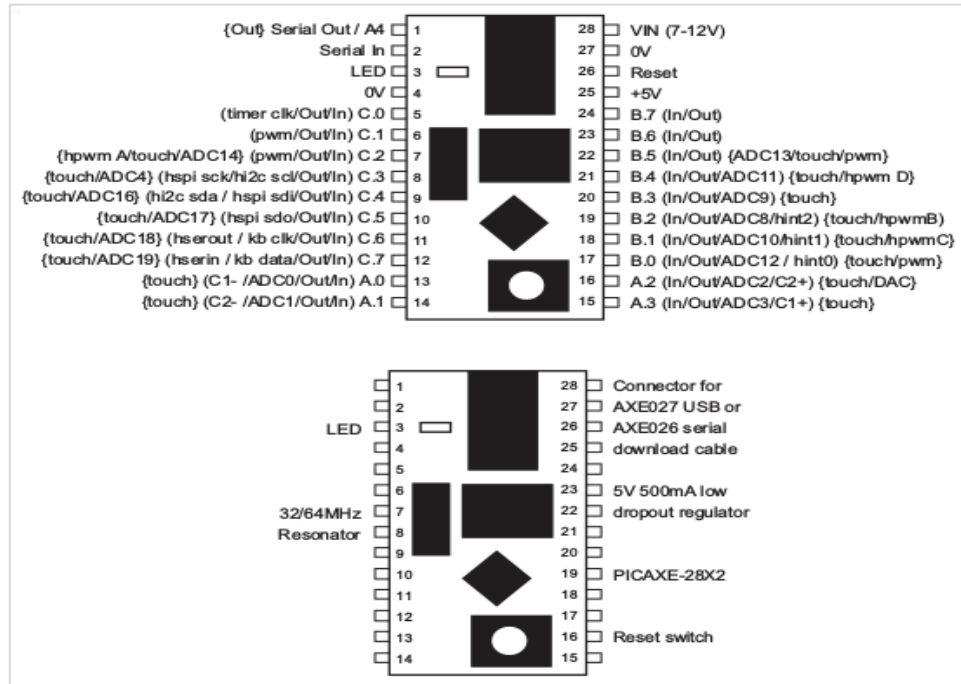 {Out} Serial Out / A4 1 28 VIN (7-12V)
Serial In 2 27 0V
LED 3 26 Reset
0V 4 25 +5V
(timer clk/Out/In) C.0 5 24 B.7 (In/Out)
(pwm/Out/In) C.1 6 23 B.6 (In/Out)
{hpwm A/touch/ADC14} (pwm/Out/In) C.2 7 22 B.5 (In/Out) {ADC13/touch/pwm}
{touch/ADC4} (hspi sck/hi2c scl/Out/In) C.3 8 21 B.4 (In/Out/ADC11) {touch/hpwm D}
{touch/ADC16} (hi2c sda / hspi sdi/Out/In) C.4 9 20 B.3 (In/Out/ADC9) {touch}
{touch/ADC17} (hspi sdo/Out/In) C.5 10 19 B.2 (In/Out/ADC8/hint2) {touch/hpwmB}
{touch/ADC18} (hserout / kb clk/Out/In) C.6 11 18 B.1 (In/Out/ADC10/hint1) {touch/hpwmC}
{touch/ADC19} (hserin / kb data/Out/In) C.7 12 17 B.0 (In/Out/ADC12 / hint0) {touch/pwm}
{touch} (C1- /ADC0/Out/In) A.0 13 16 A.2 (In/Out/ADC2/C2+) {touch/DAC}
{touch} (C2- /ADC1/Out/In) A.1 14 15 A.3 (In/Out/ADC3/C1+) {touch}
1 28 Connector for
2 27 AXE027 USB or
LED 3 26 AXE026 serial
4 25 download cable
5 24
6 23 5V 500mA low
32/64MHz 7 22 dropout regulator
Resonator 8 21
9 20
10 19 PICAXE-28X2
11 18
12 17
13 16 Reset switch
14 15